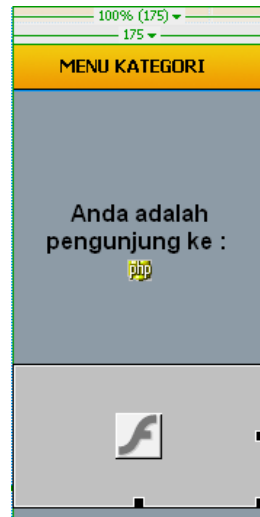 100% (175)
175
MENU KATEGORI
Anda adalah
pengunjung ke :
php